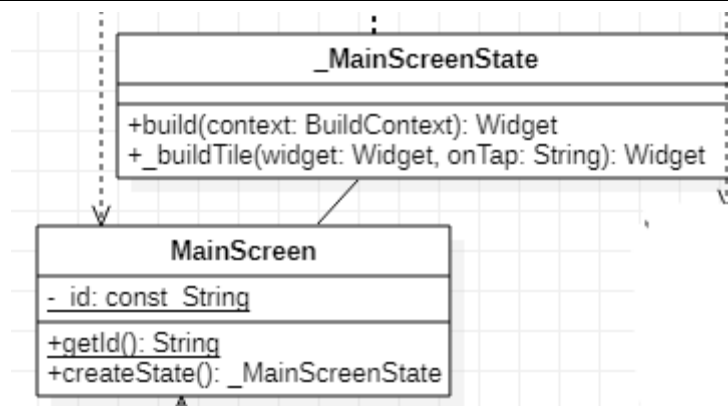 _MainScreenState
+build(context: BuildContext): Widget
+_buildTile(widget: Widget, onTap: String): Widget
MainScreen
-_id: const String
+getId(): String
+createState(): _MainScreenState